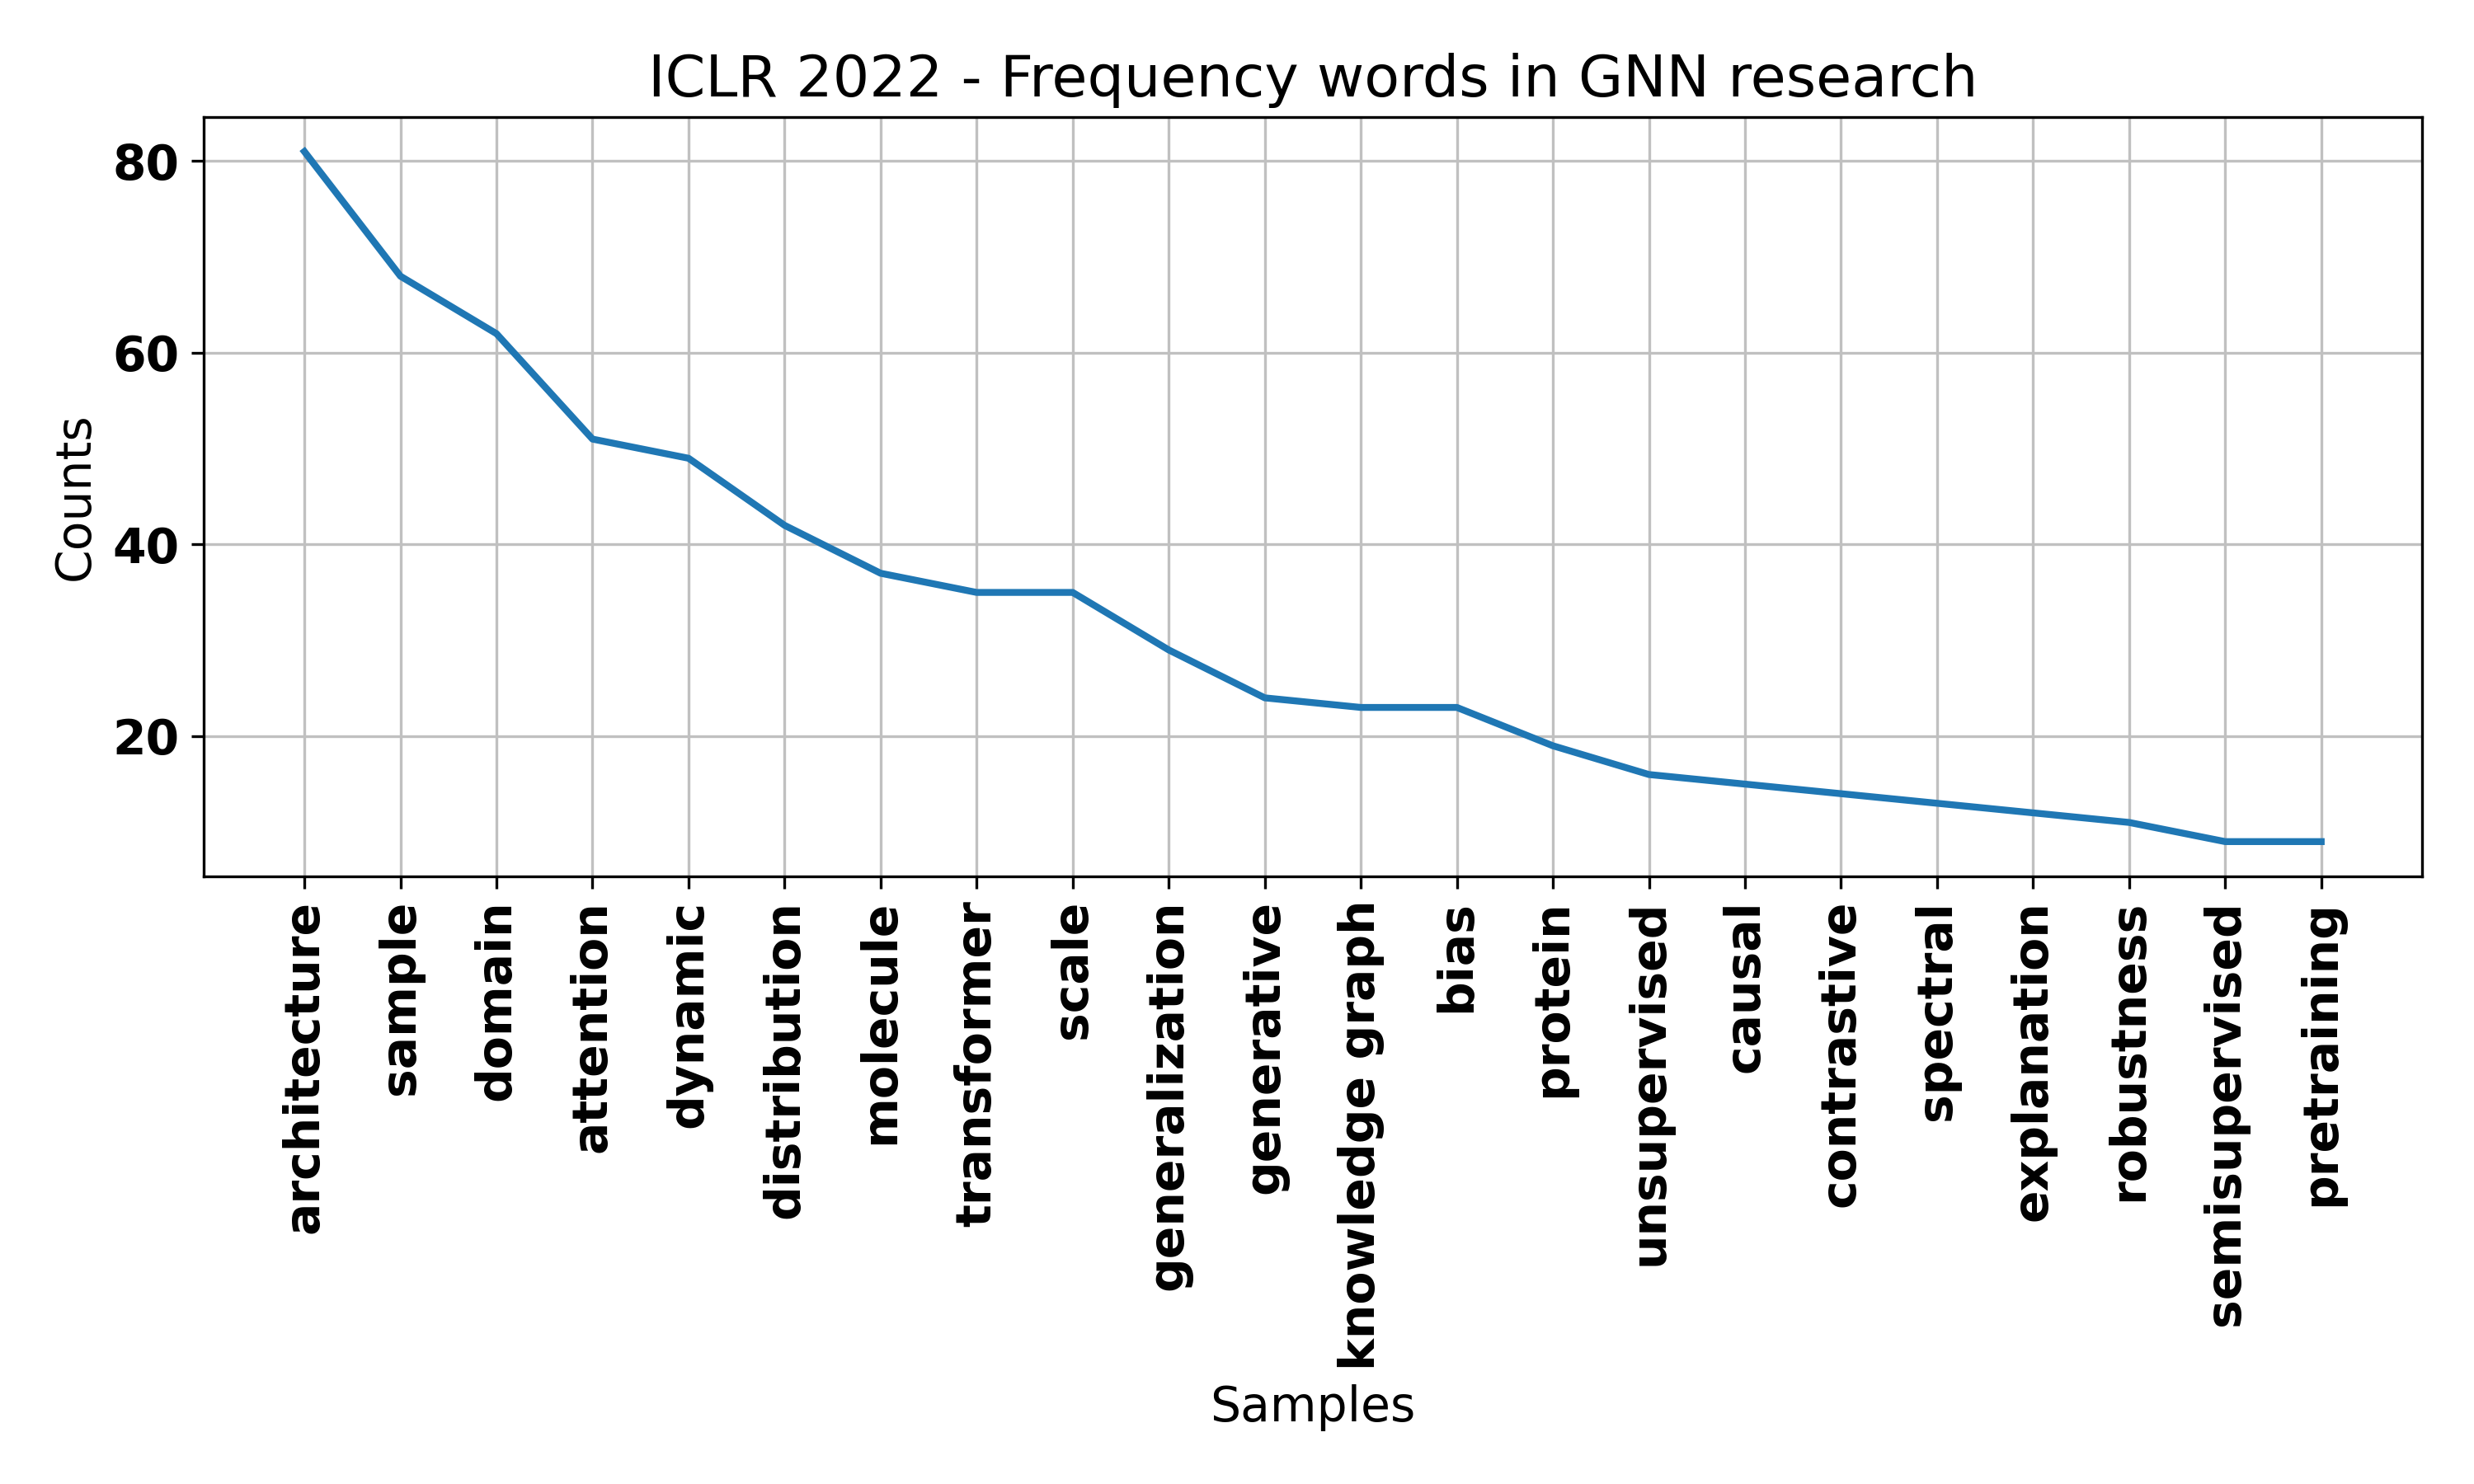 ICLR 2022 - Frequency words in GNN research
Counts
80
60
40
20
architecture
sample
domain
attention
dynamic
distribution
molecule
transformer
scale
generalization
generative
knowledge graph
bias
protein
unsupervised
causal
contrastive
spectral
explanation
robustness
semisupervised
pretraining
Samples